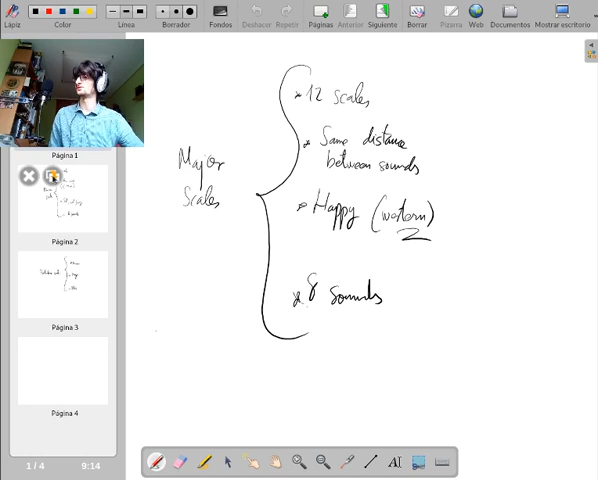 Lápiz
Color
Línea
Borrador
Deshacer
Repetir
Páginas
Anterior
Siguiente
Borrar
Pizarra
Web
Documentos
Mostrar escritorio
Página 1
Página 2
Página 3
Página 4
1 / 4
9:14
Major
Scales
* 12 scales
* Same distance
between sounds
* Happy (western)
* 8 sounds
AI